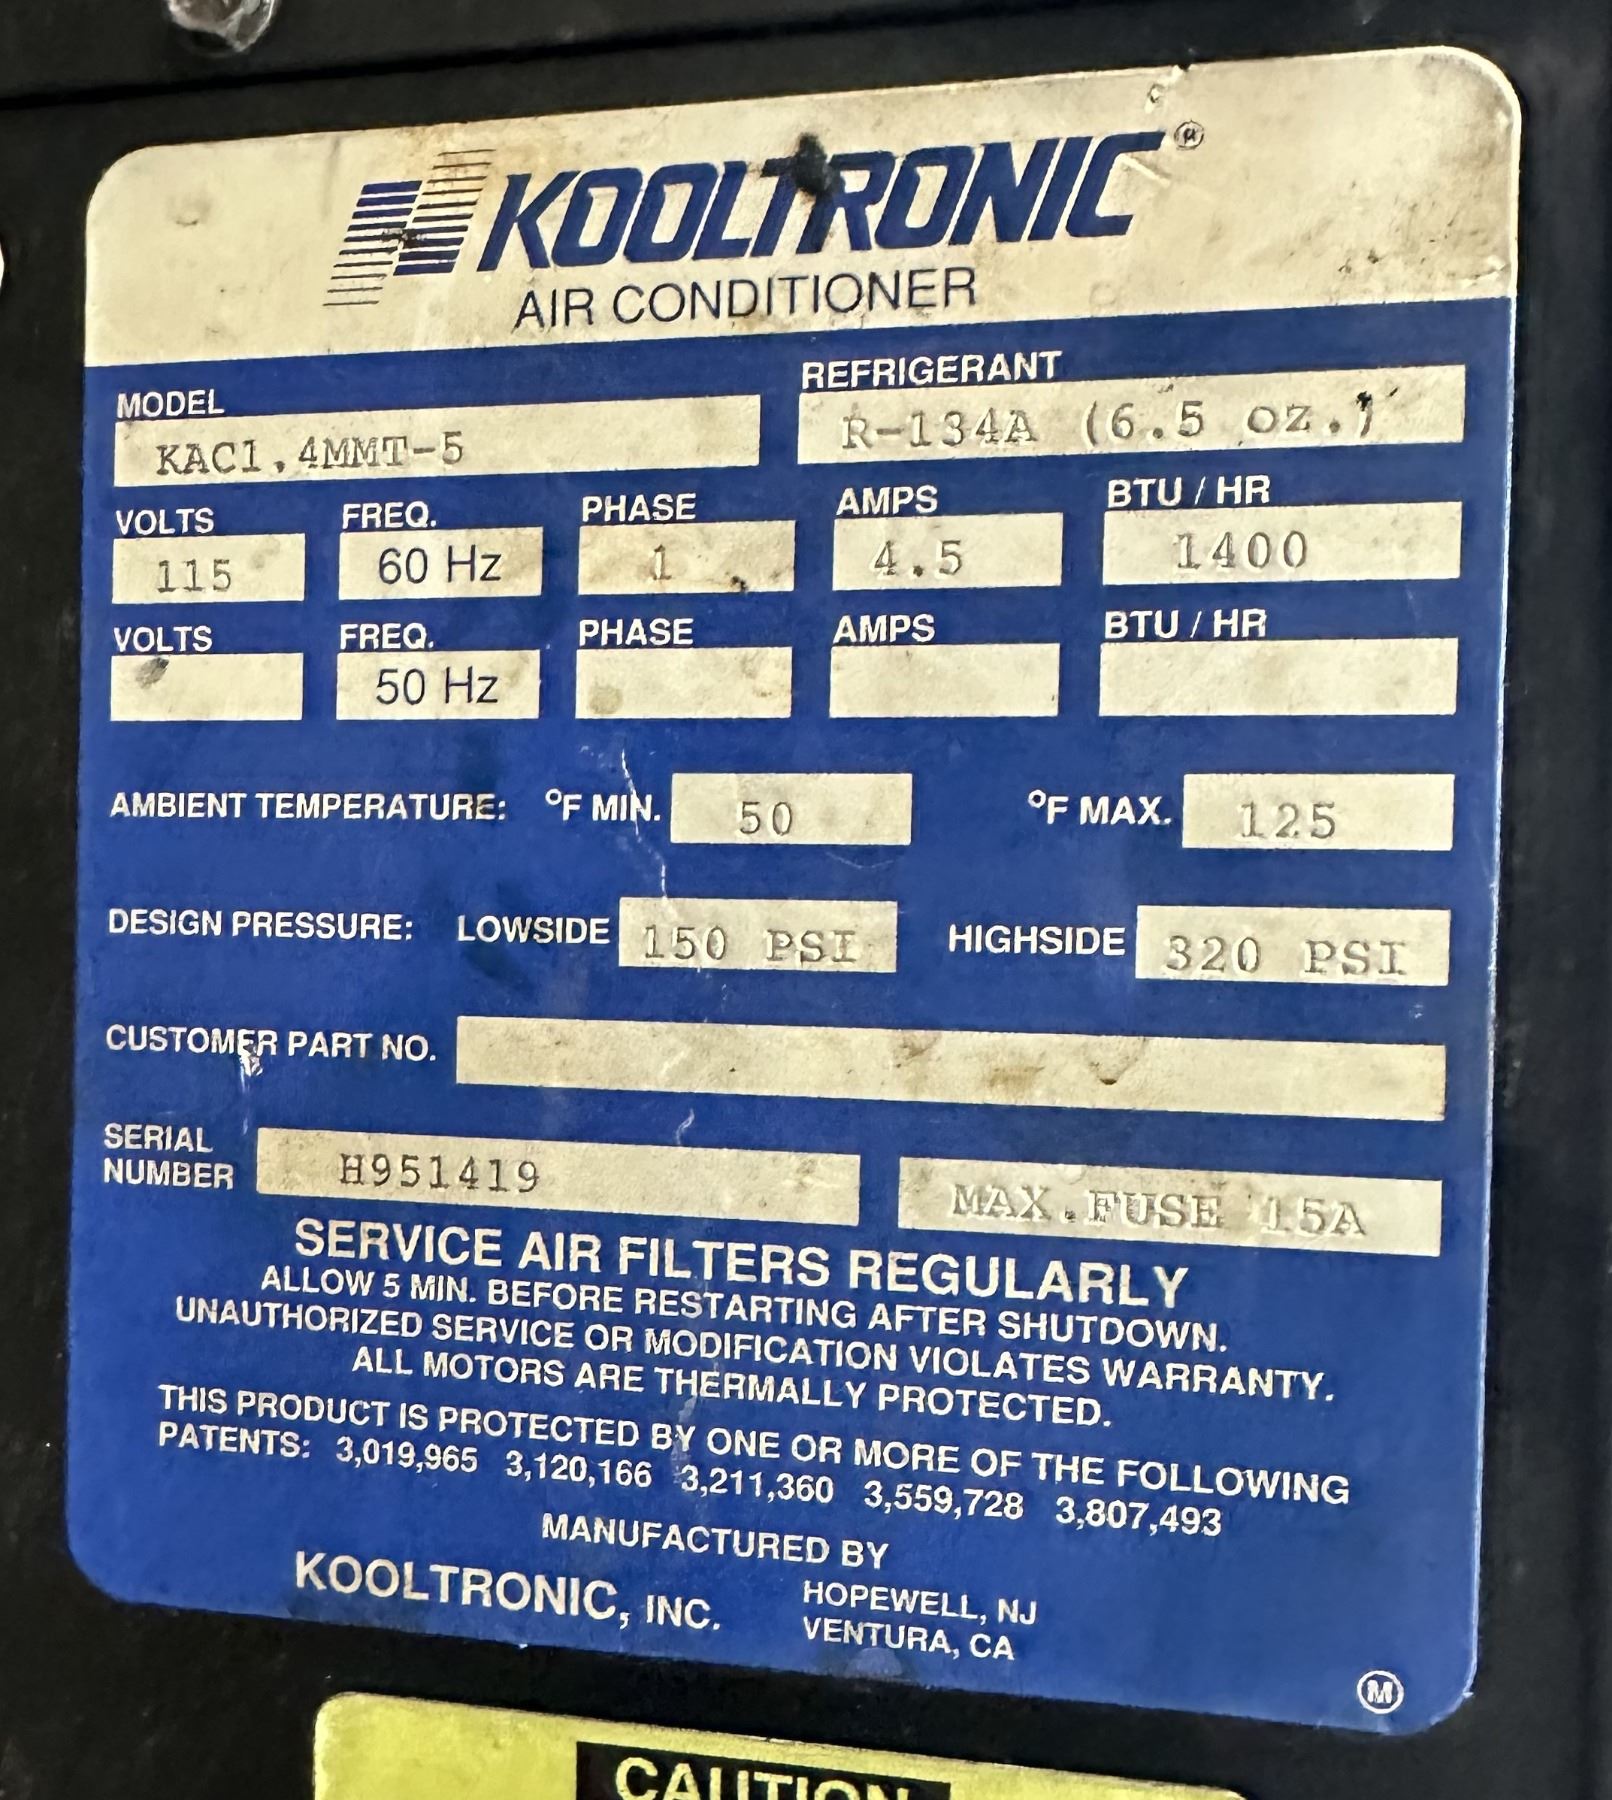 KOOLTRONIC®
AIR CONDITIONER
MODEL REFRIGERANT
KAC1.4MMT-5 R-134A (6.5 oz.)
VOLTS FREQ. PHASE AMPS BTU / HR
115 60 Hz 1 4.5 1400
VOLTS FREQ. PHASE AMPS BTU / HR
50 Hz
AMBIENT TEMPERATURE: °F MIN. 50 °F MAX. 125
DESIGN PRESSURE: LOWSIDE 150 PSI HIGHSIDE 320 PSI
CUSTOMER PART NO.
SERIAL
NUMBER H951419 MAX.FUSE 15A
SERVICE AIR FILTERS REGULARLY
ALLOW 5 MIN. BEFORE RESTARTING AFTER SHUTDOWN.
UNAUTHORIZED SERVICE OR MODIFICATION VIOLATES WARRANTY.
ALL MOTORS ARE THERMALLY PROTECTED.
THIS PRODUCT IS PROTECTED BY ONE OR MORE OF THE FOLLOWING
PATENTS: 3,019,965 3,120,166 3,211,360 3,559,728 3,807,493
MANUFACTURED BY
KOOLTRONIC, INC. HOPEWELL, NJ
VENTURA, CA
M
CAUTION